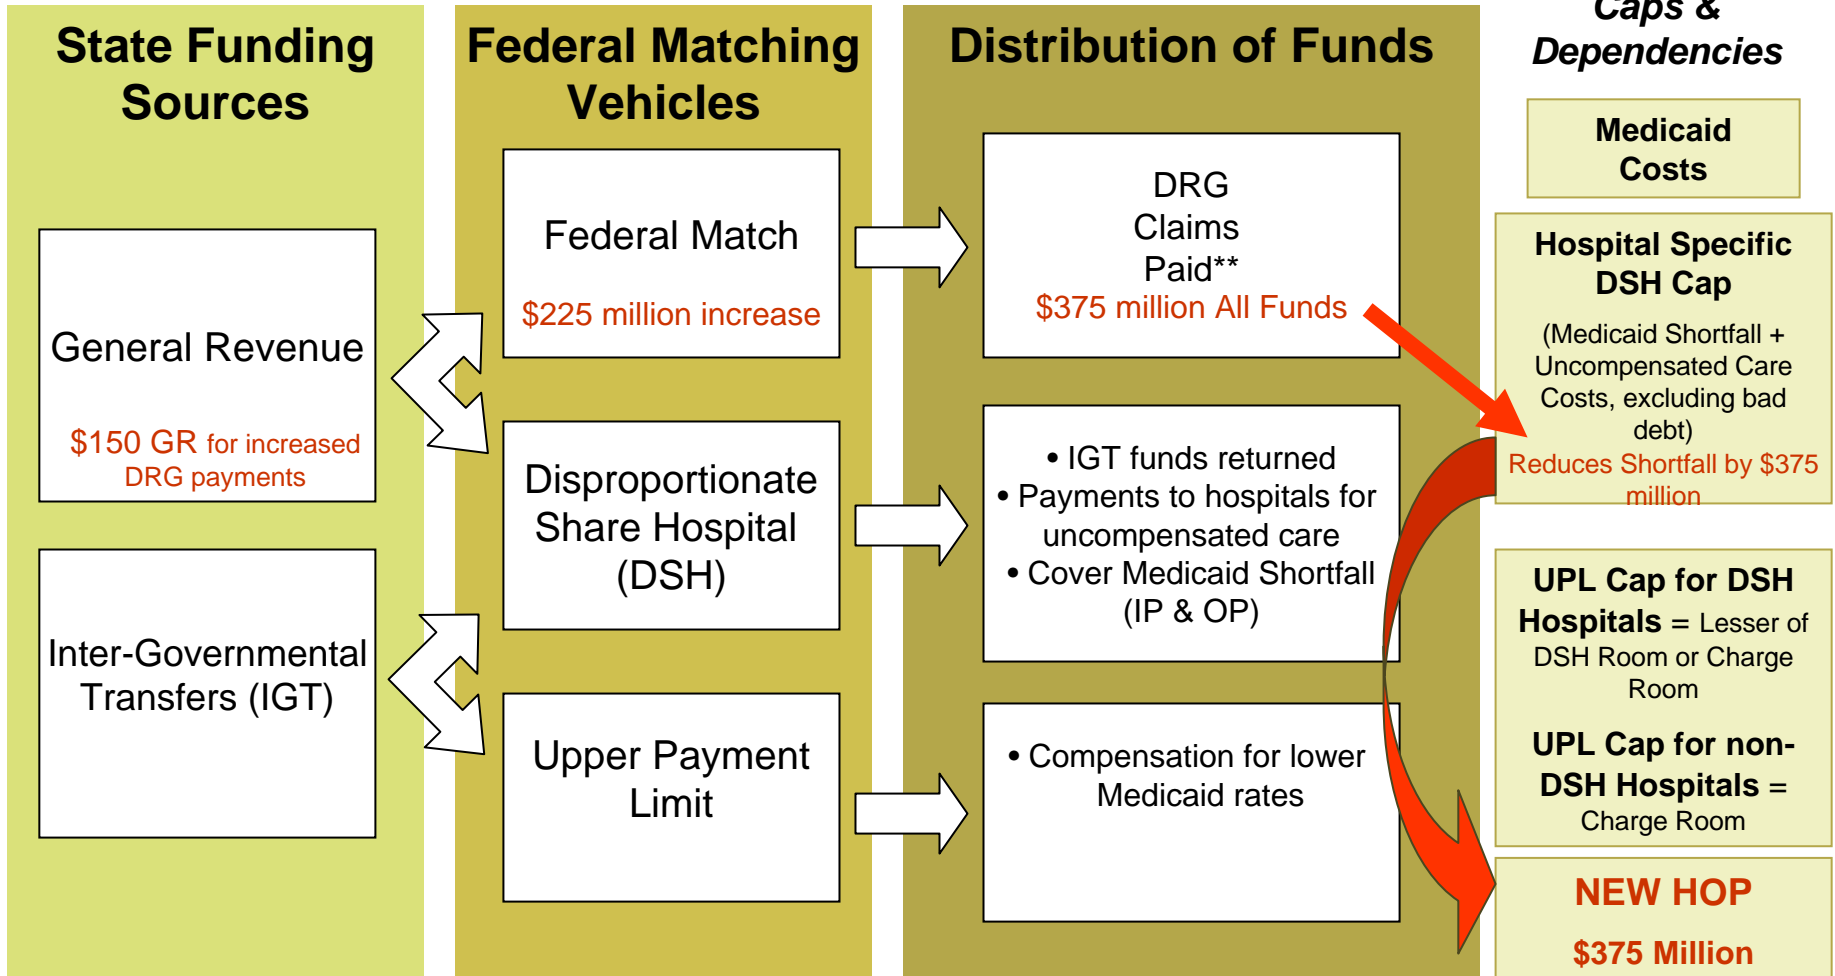 State Funding
Sources
General Revenue
$150 GR for increased
DRG payments
Inter-Governmental
Transfers (IGT)
Federal Matching
Vehicles
Federal Match
$225 million increase
Disproportionate
Share Hospital
(DSH)
Upper Payment
Limit
Distribution of Funds
DRG
Claims
Paid**
$375 million All Funds
• IGT funds returned
• Payments to hospitals for
uncompensated care
• Cover Medicaid Shortfall
(IP & OP)
• Compensation for lower
Medicaid rates
Caps &
Dependencies
Medicaid
Costs
Hospital Specific
DSH Cap
(Medicaid Shortfall +
Uncompensated Care
Costs, excluding bad
debt)
Reduces Shortfall by $375
million
UPL Cap for DSH
Hospitals = Lesser of
DSH Room or Charge
Room
UPL Cap for non-
DSH Hospitals =
Charge Room
NEW HOP
$375 Million